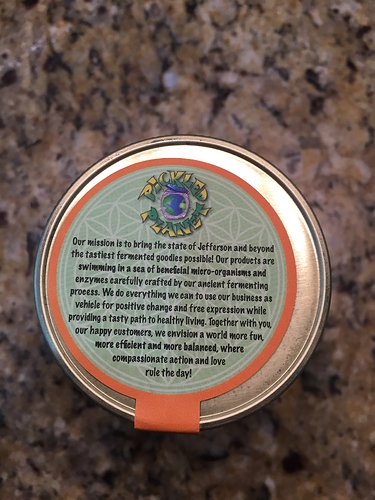 PICKLED
PLANET
Our mission is to bring the state of Jefferson and beyond
the tastiest fermented goodies possible! Our products are
swimming in a sea of beneficial micro-organisms and
enzymes carefully crafted by our ancient fermenting
process. We do everything we can to use our business as
vehicle for positive change and free expression while
providing a tasty path to healthy living. Together with you,
our happy customers, we envision a world more fun,
more efficient and more balanced, where
compassionate action and love
rule the day!